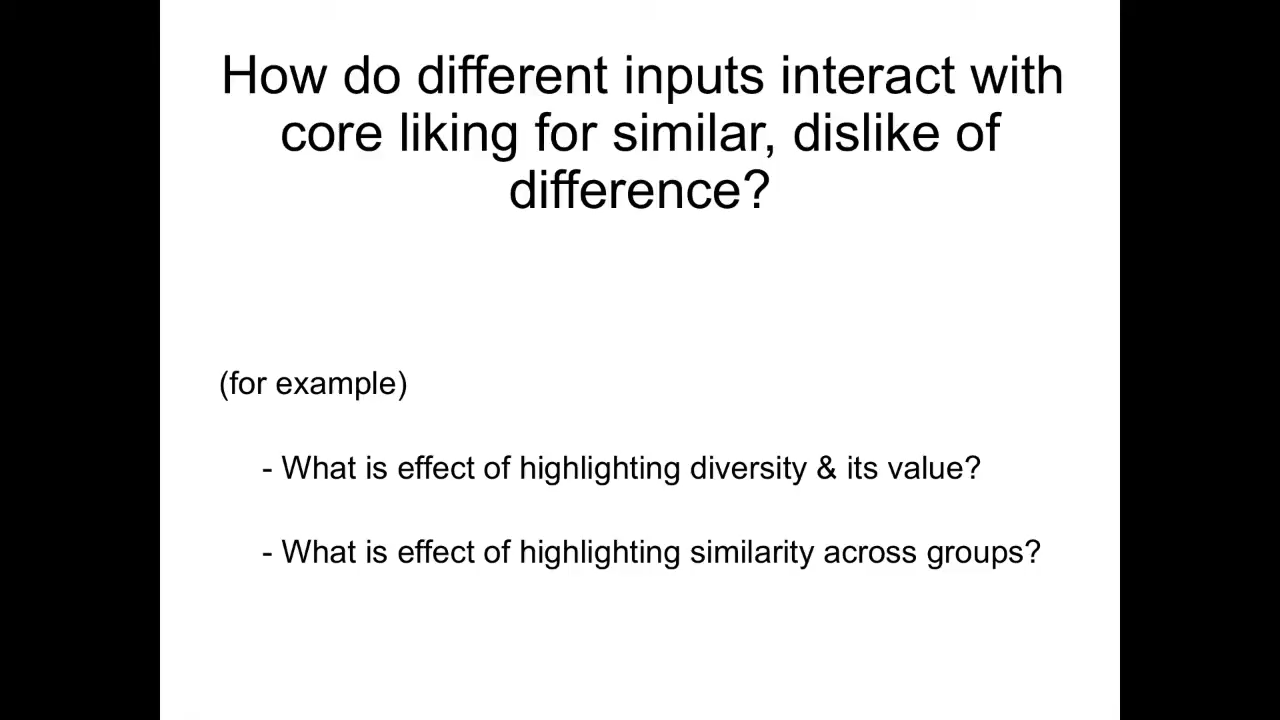 How do different inputs interact with
core liking for similar, dislike of
difference?
(for example)
- What is effect of highlighting diversity & its value?
- What is effect of highlighting similarity across groups?